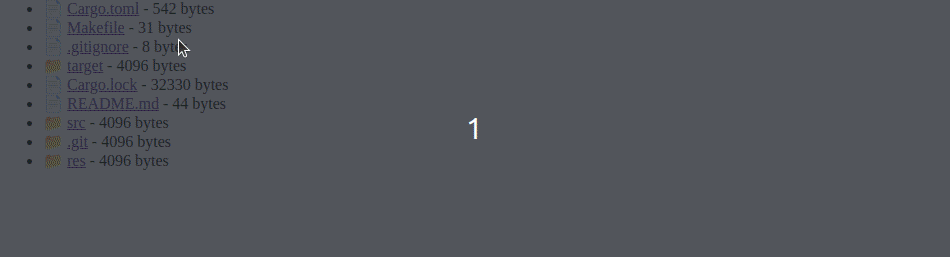 Cargo.toml - 542 bytes
Makefile - 31 bytes
.gitignore - 8 bytes
target - 4096 bytes
Cargo.lock - 32330 bytes
README.md - 44 bytes
src - 4096 bytes
.git - 4096 bytes
res - 4096 bytes
1